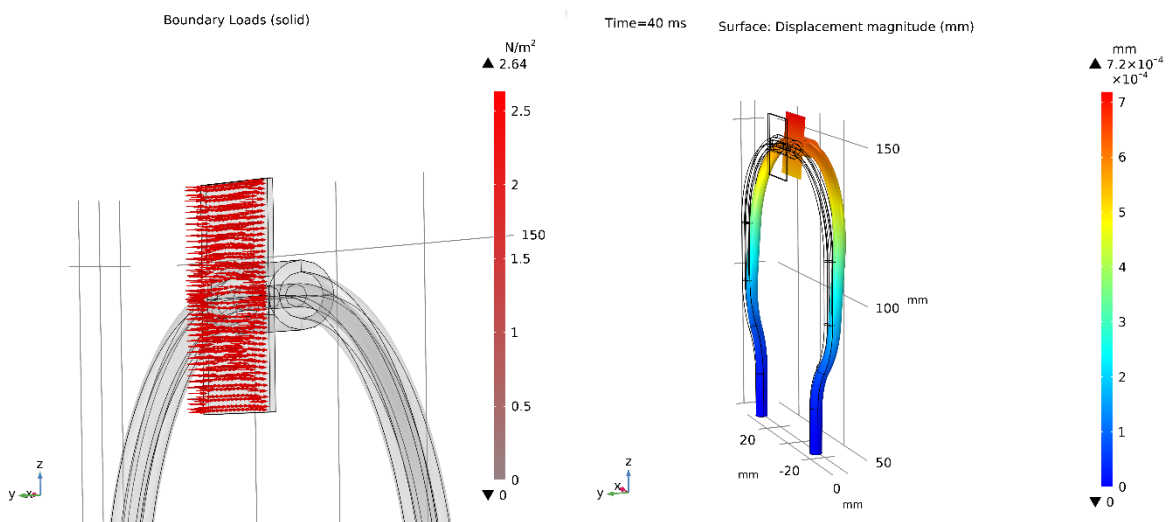 Boundary Loads (solid)
N/m²
▲ 2.64
2.5
2
1.5
1
0.5
0
▼ 0
150
z
y x
Time=40 ms
Surface: Displacement magnitude (mm)
mm
▲ 7.2×10⁻⁴
×10⁻⁴
7
6
5
4
3
2
1
0
▼ 0
150
100 mm
50
20
mm
-20
0
mm
z
x
y